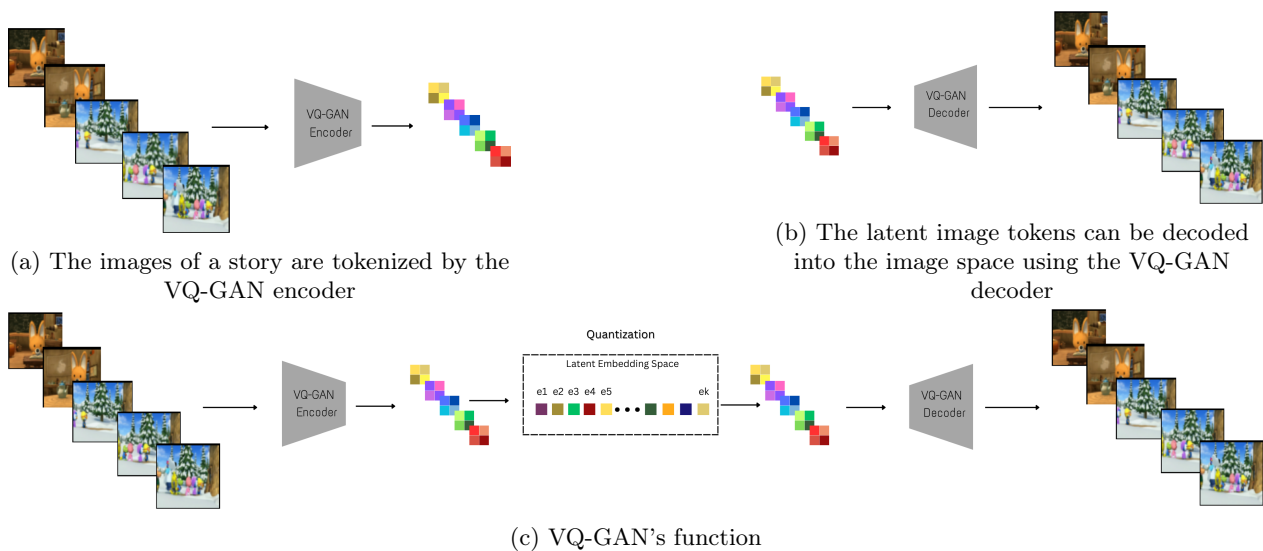 VQ-GAN
Encoder
(a) The images of a story are tokenized by the
VQ-GAN encoder
VQ-GAN
Decoder
(b) The latent image tokens can be decoded
into the image space using the VQ-GAN
decoder
VQ-GAN
Encoder
Quantization
Latent Embedding Space
e1 e2 e3 e4 e5 ek
VQ-GAN
Decoder
(c) VQ-GAN's function